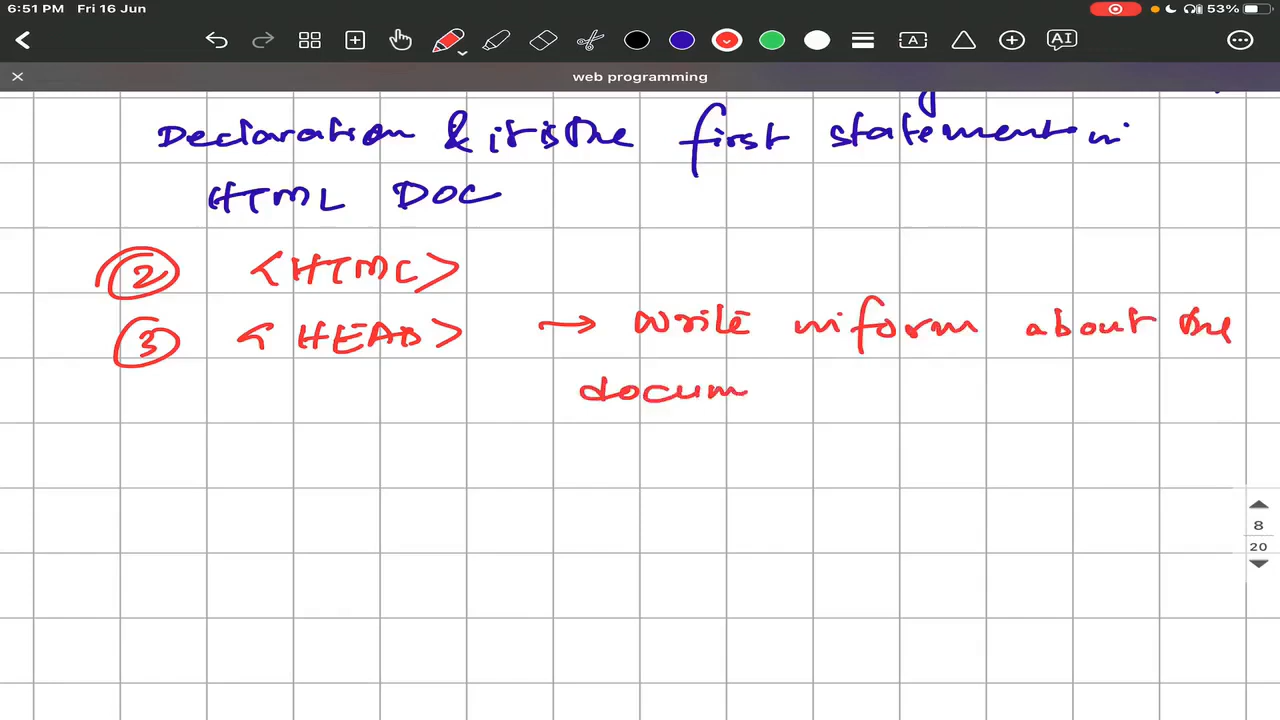 6:51 PM Fri 16 Jun 53%
A AI
web programming
Declaration & it is the first statement in
HTML DOC
2 <HTML>
3 <HEAD> → write inform about the
docum
8
20